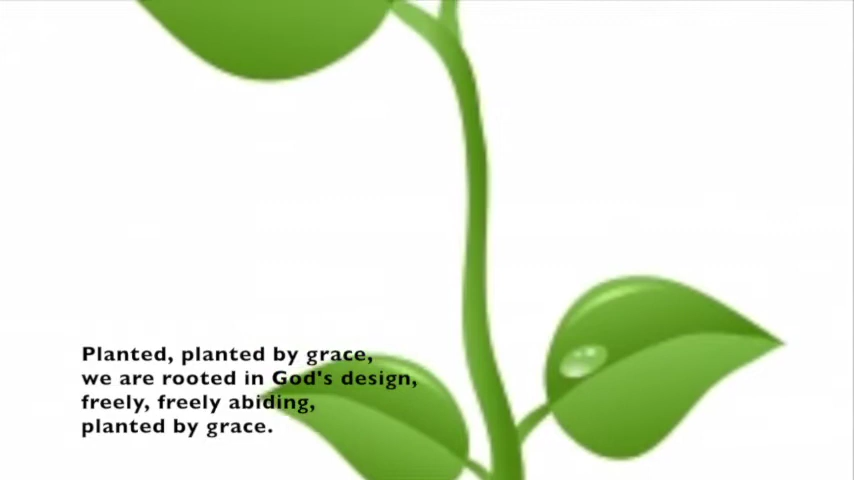 Planted, planted by grace,
we are rooted in God's design,
freely, freely abiding,
planted by grace.